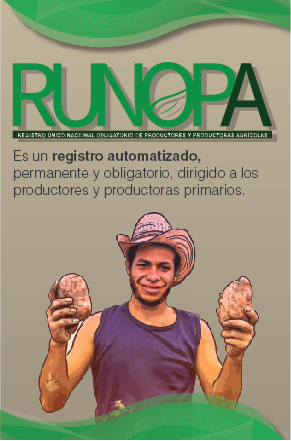 RUNOPA
REGISTRO ÚNICO NACIONAL OBLIGATORIO DE PRODUCTORES Y PRODUCTORAS AGRÍCOLAS
Es un registro automatizado,
permanente y obligatorio, dirigido a los
productores y productoras primarios.